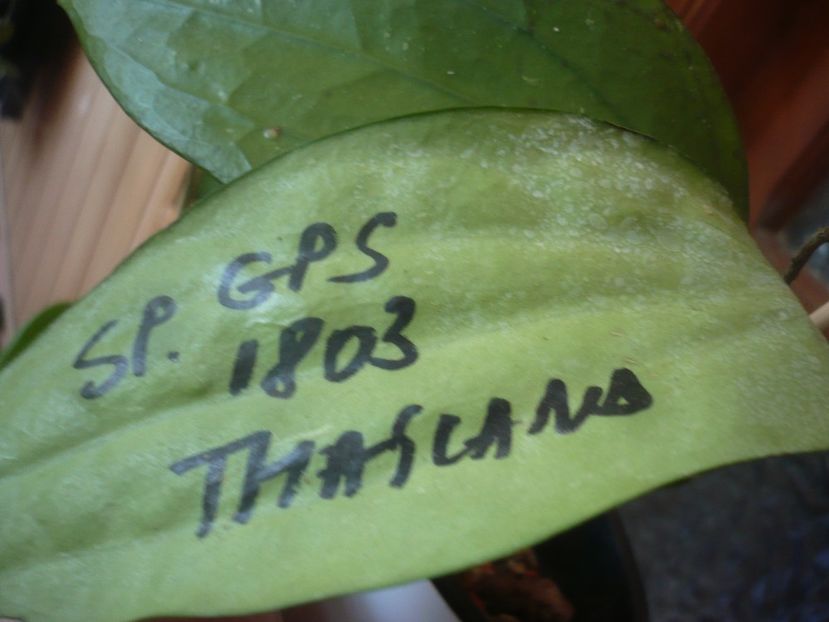 SP. GPS
1803
THAILAND